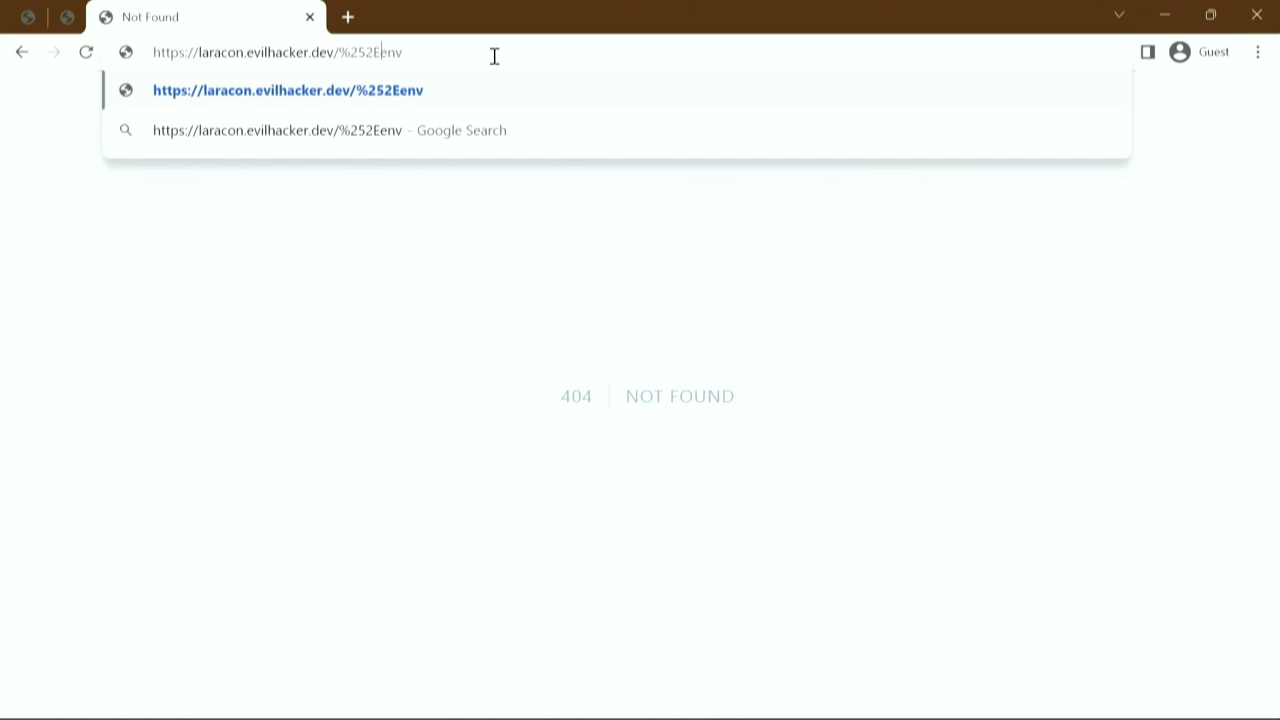 Not Found
https://laracon.evilhacker.dev/%252Eenv
Guest
https://laracon.evilhacker.dev/%252Eenv
https://laracon.evilhacker.dev/%252Eenv - Google Search
404 NOT FOUND